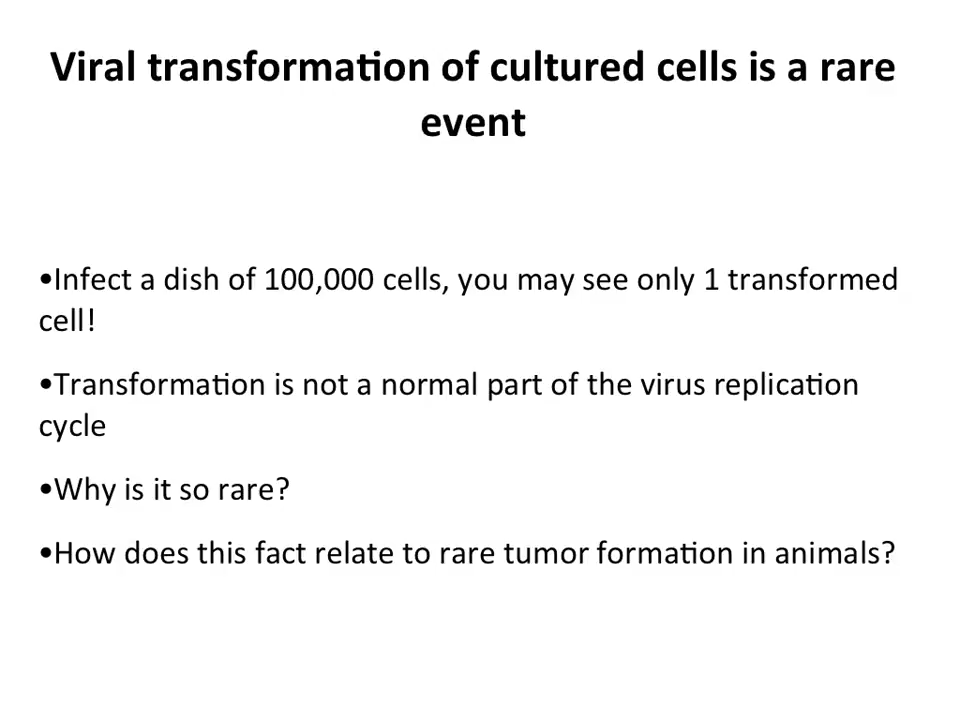 Viral transformation of cultured cells is a rare
event
•Infect a dish of 100,000 cells, you may see only 1 transformed
cell!
•Transformation is not a normal part of the virus replication
cycle
•Why is it so rare?
•How does this fact relate to rare tumor formation in animals?